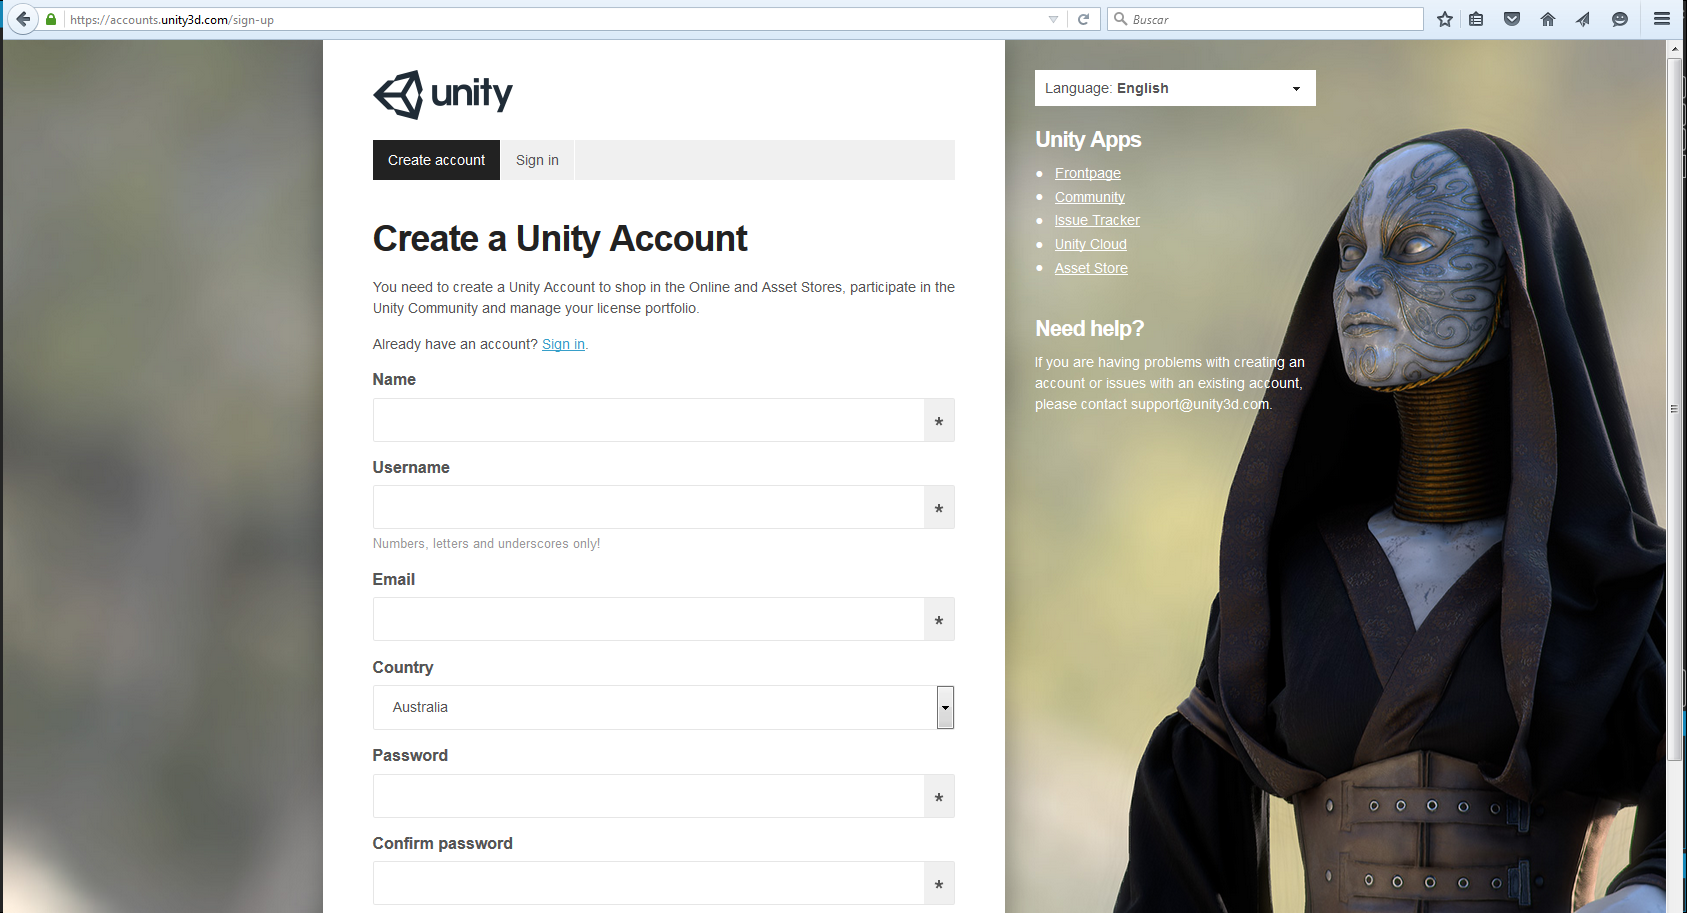 https://accounts.unity3d.com/sign-up
Buscar
unity
Create account
Sign in
Create a Unity Account
You need to create a Unity Account to shop in the Online and Asset Stores, participate in the
Unity Community and manage your license portfolio.
Already have an account? Sign in.
Name
*
Username
*
Numbers, letters and underscores only!
Email
*
Country
Australia
Password
*
Confirm password
*
Language: English
Unity Apps
Frontpage
Community
Issue Tracker
Unity Cloud
Asset Store
Need help?
If you are having problems with creating an
account or issues with an existing account,
please contact support@unity3d.com.